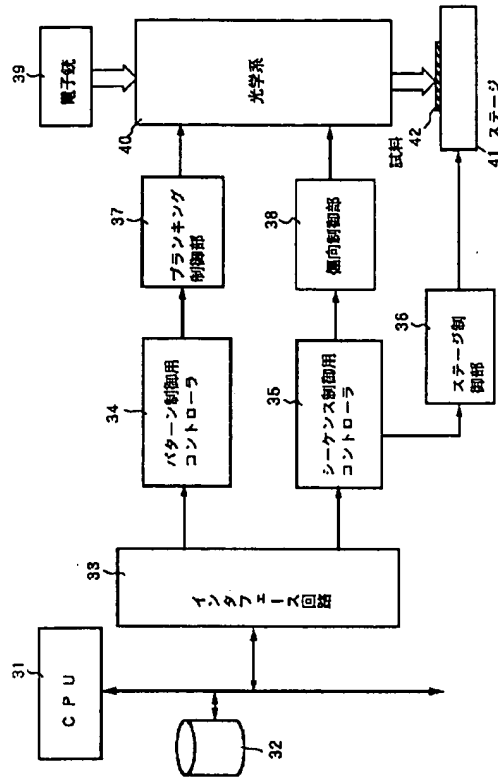 31
CPU
32
33
インタフェース回路
34
パターン制御用
コントローラ
35
シーケンス制御用
コントローラ
36
ステージ制
御部
37
ブランキング
制御部
38
偏向制御部
39
電子銃
40
光学系
試料
42
41 ステージ